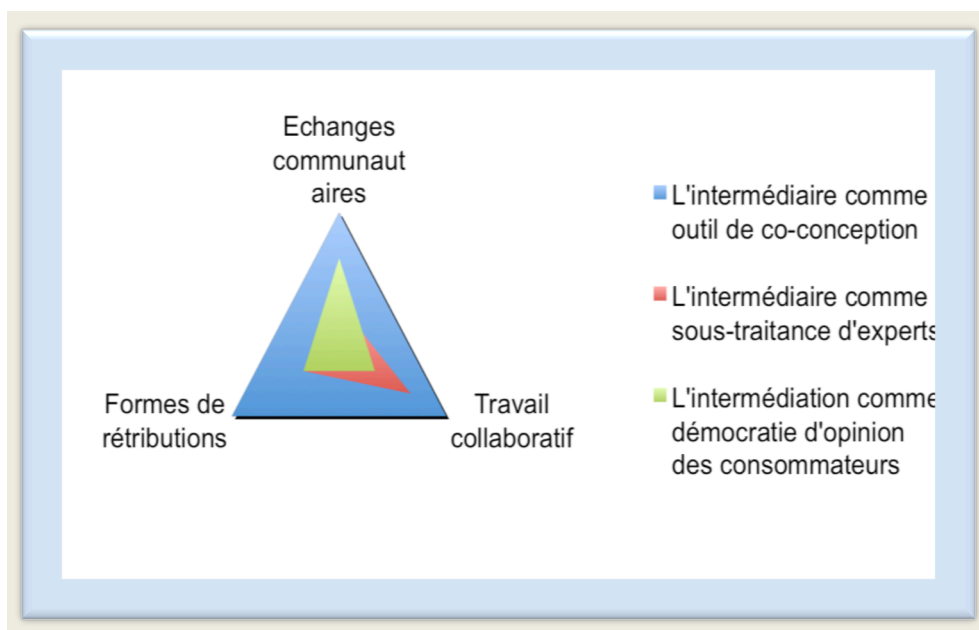 Echanges
communaut
aires
Formes de
rétributions
Travail
collaboratif
L'intermédiaire comme
outil de co-conception
L'intermédiaire comme
sous-traitance d'experts
L'intermédiation comme
démocratie d'opinion
des consommateurs